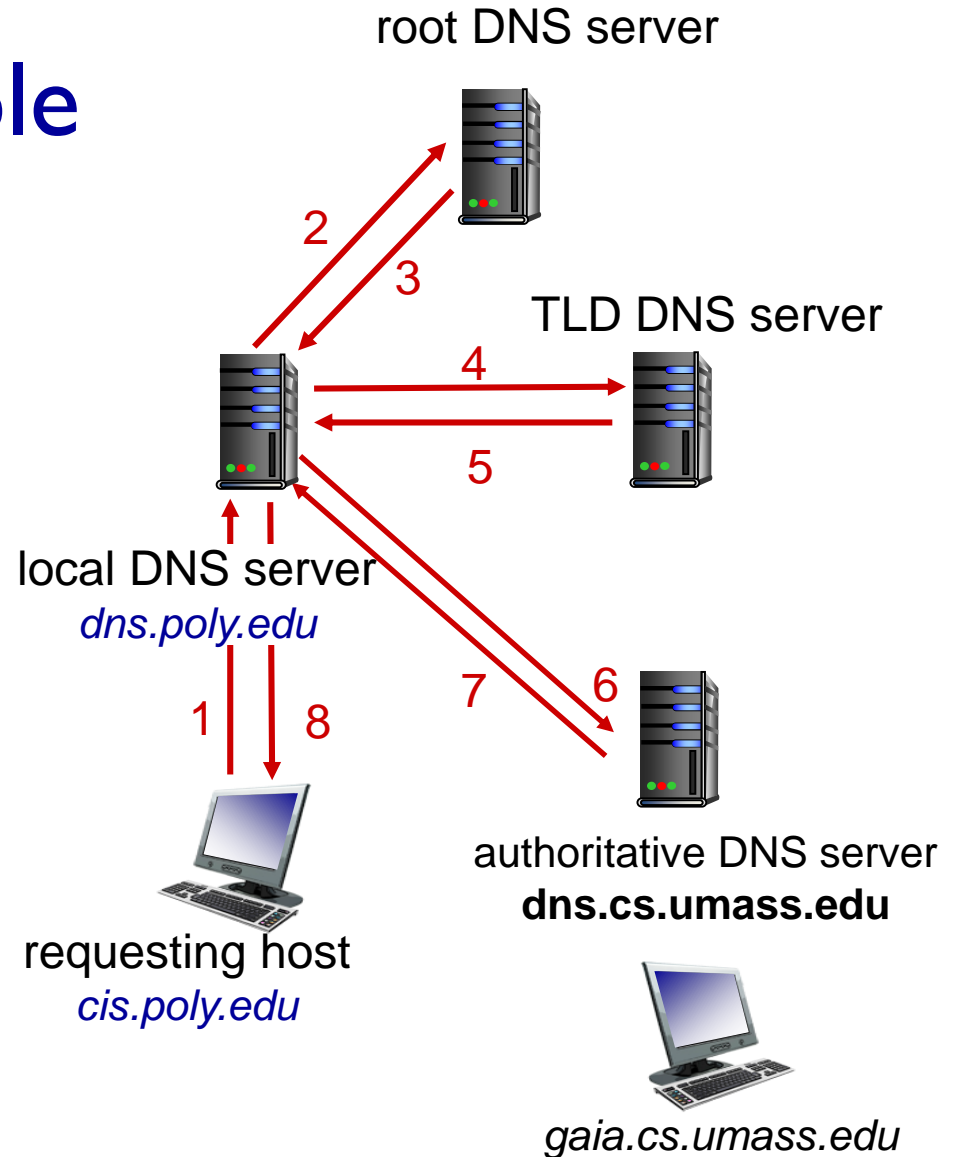 root DNS server
2
3
TLD DNS server
4
5
local DNS server
dns.poly.edu
1
8
7
6
authoritative DNS server
dns.cs.umass.edu
requesting host
cis.poly.edu
gaia.cs.umass.edu